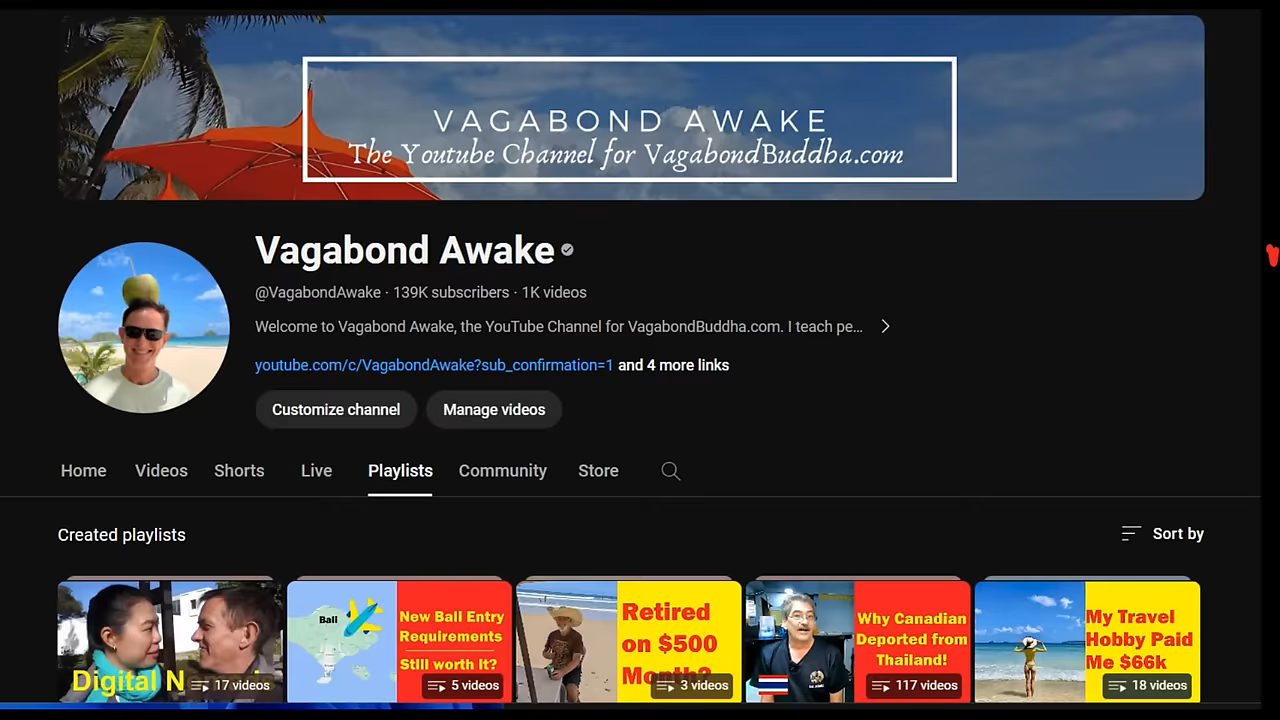 VAGABOND AWAKE
The Youtube Channel for VagabondBuddha.com
Vagabond Awake
@VagabondAwake · 139K subscribers · 1K videos
Welcome to Vagabond Awake, the YouTube Channel for VagabondBuddha.com. I teach pe...
youtube.com/c/VagabondAwake?sub_confirmation=1 and 4 more links
Customize channel
Manage videos
Home
Videos
Shorts
Live
Playlists
Community
Store
Created playlists
Sort by
Digital N
17 videos
Bali
New Bali Entry
Requirements
Still worth it?
5 videos
Retired
on $500
Month?
3 videos
Why Canadian
Deported from
Thailand!
117 videos
My Travel
Hobby Paid
Me $66k
18 videos